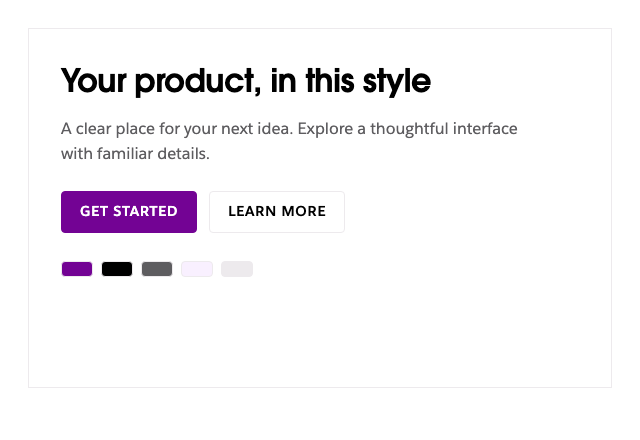 Your product, in this style
A clear place for your next idea. Explore a thoughtful interface
with familiar details.
GET STARTED
LEARN MORE